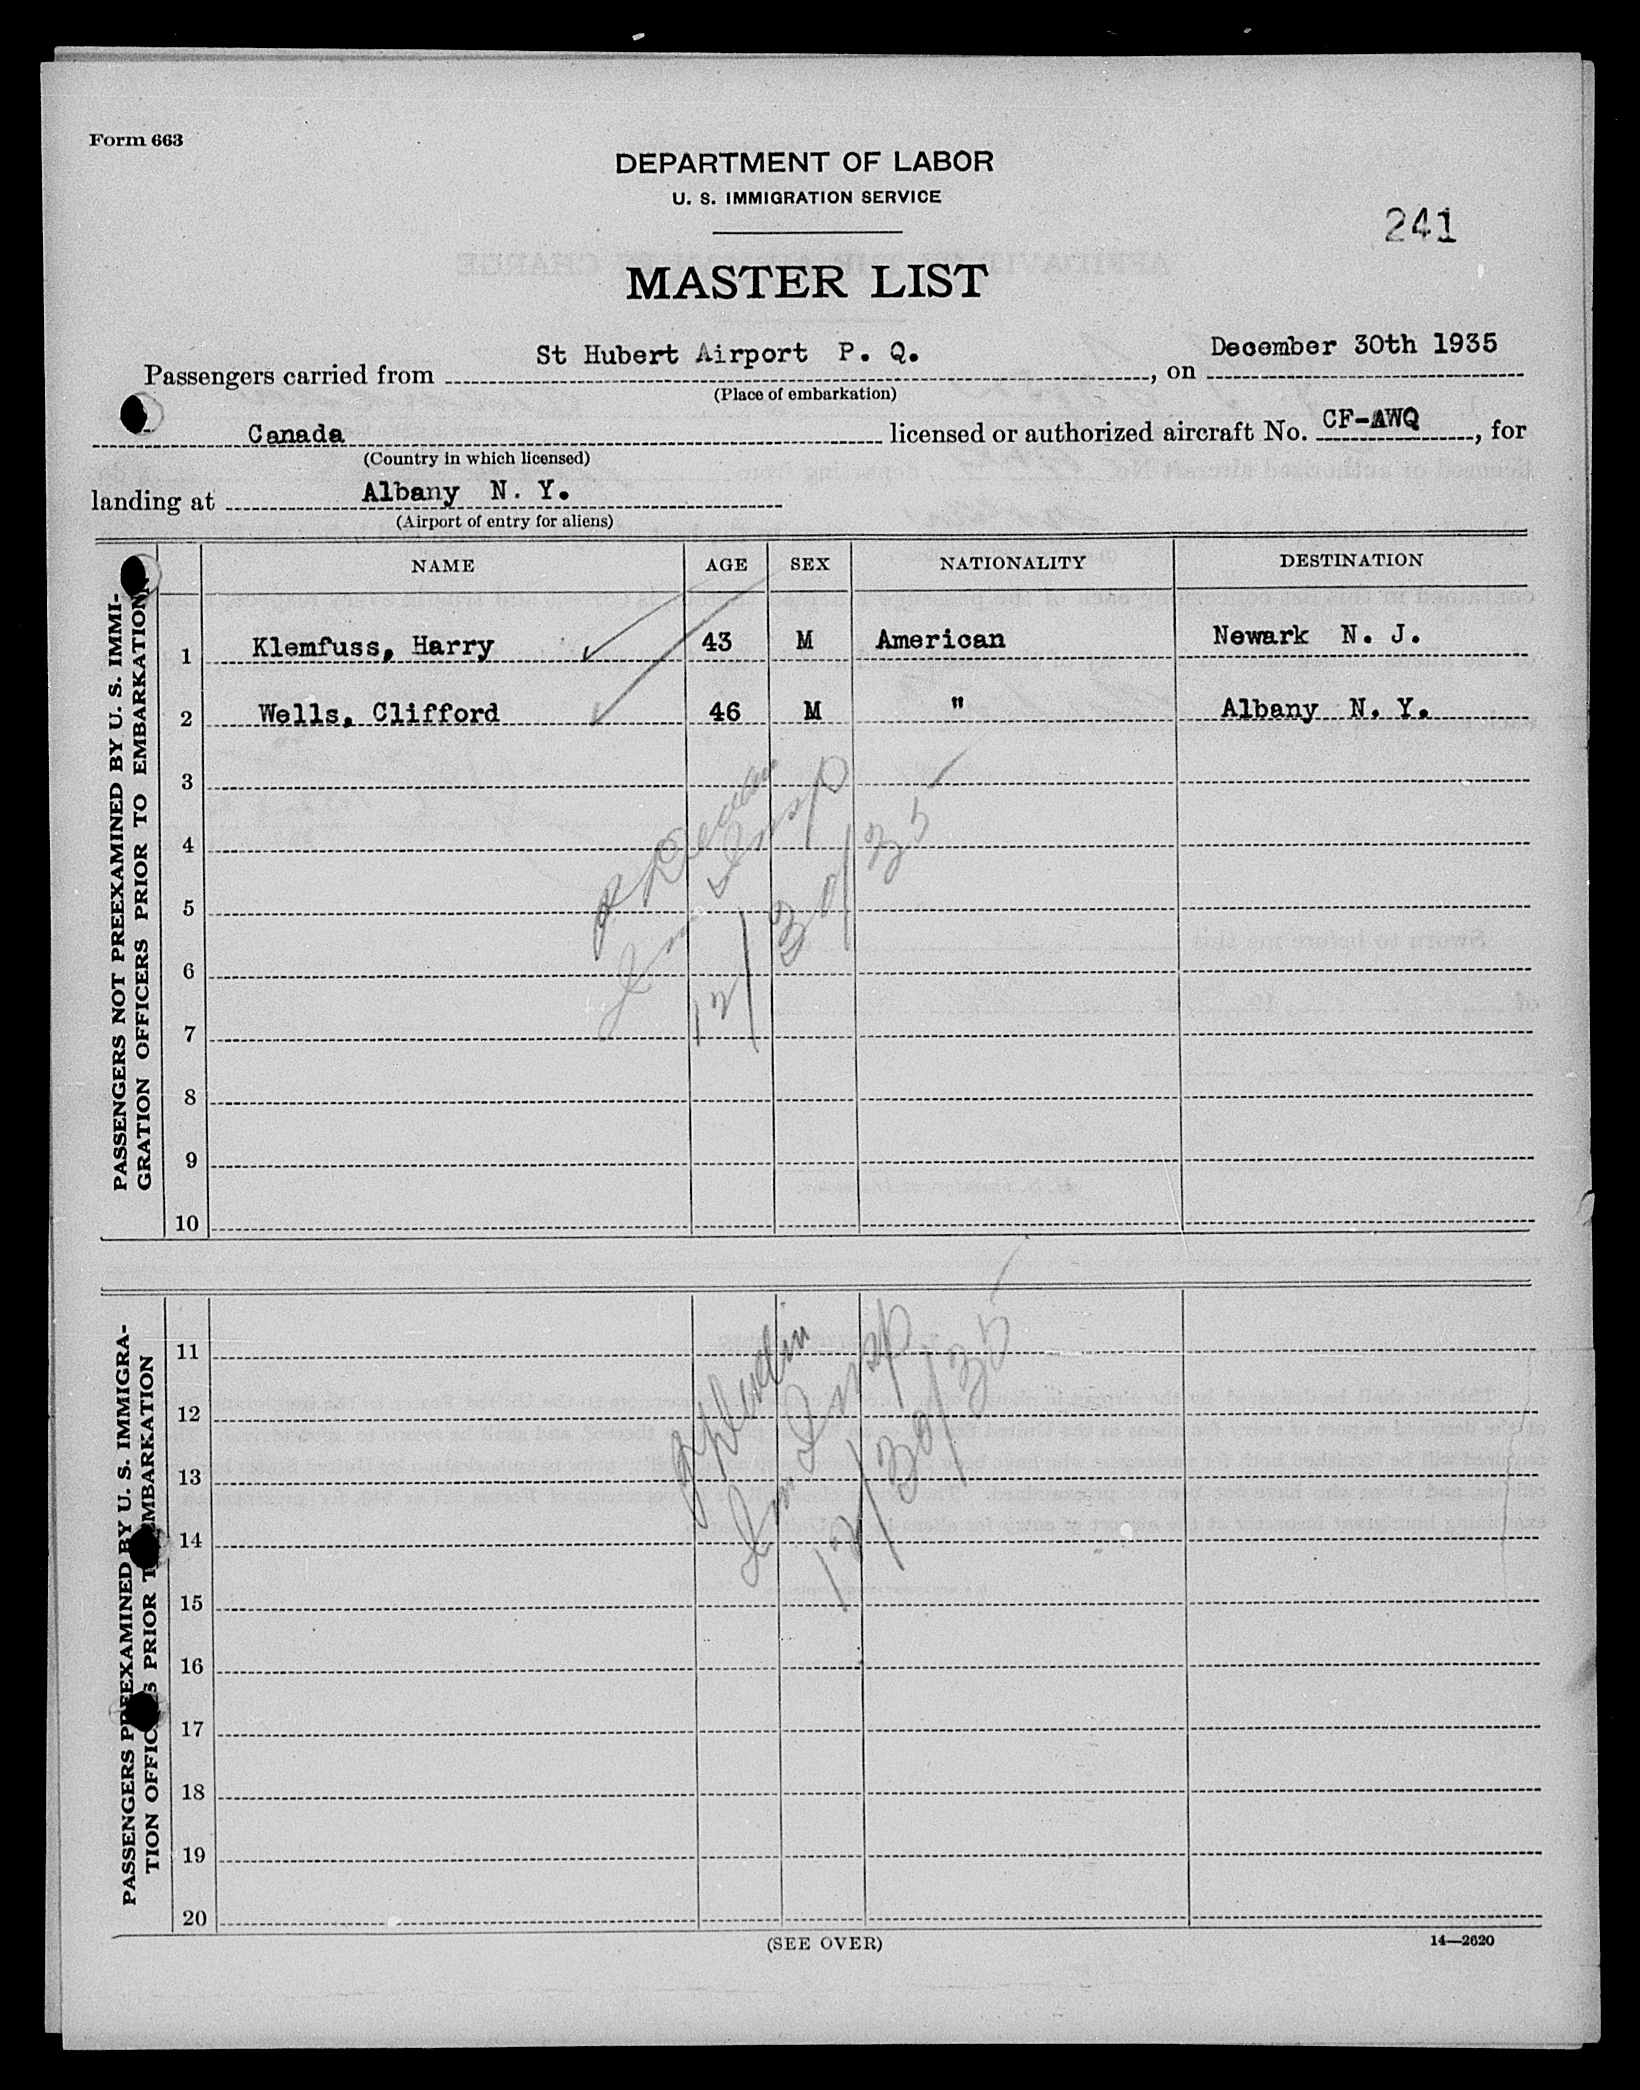 Form 663
DEPARTMENT OF LABOR
U. S. IMMIGRATION SERVICE
241
MASTER LIST
Passengers carried from St Hubert Airport P. Q., on December 30th 1935
(Place of embarkation)
Canada licensed or authorized aircraft No. CF-AWQ, for
(Country in which licensed)
landing at Albany N. Y.
(Airport of entry for aliens)
NAME AGE SEX NATIONALITY DESTINATION
PASSENGERS NOT PREEXAMINED BY U. S. IMMI-
GRATION OFFICERS PRIOR TO EMBARKATION
1 Klemfuss, Harry 43 M American Newark N. J.
2 Wells, Clifford 46 M " Albany N. Y.
3
4
5
6
7
8
9
10
Imm Insp
12/30/35
PASSENGERS PREEXAMINED BY U. S. IMMIGRA-
TION OFFICERS PRIOR TO EMBARKATION
11
12
13
14
15
16
17
18
19
20
Imm Insp
12/30/35
(SEE OVER)
14—2620